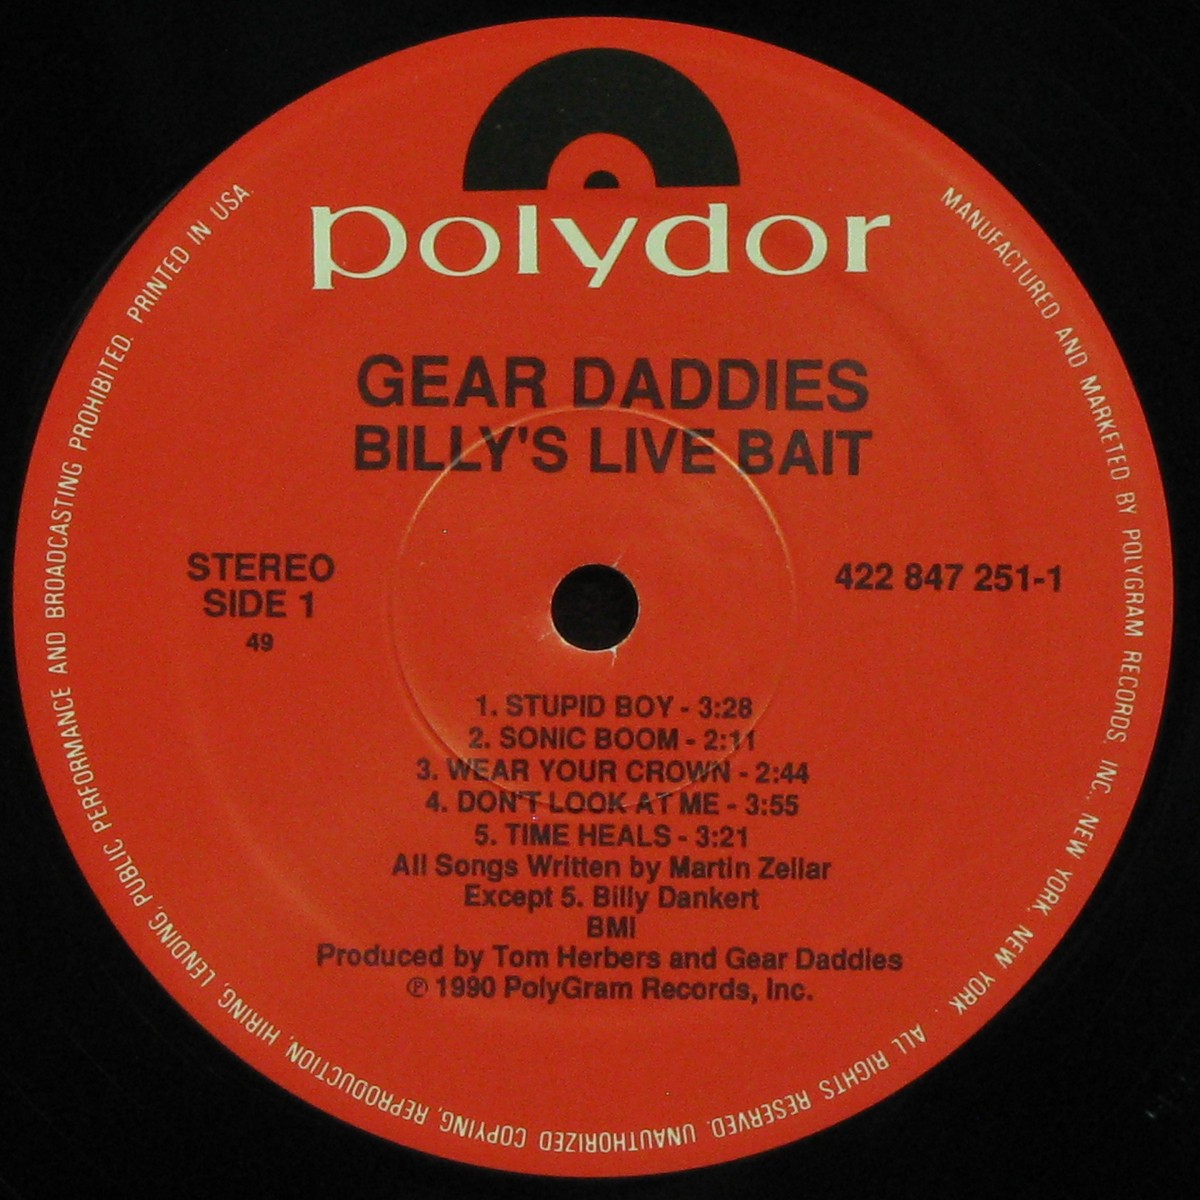 polydor
GEAR DADDIES
BILLY'S LIVE BAIT
STEREO
SIDE 1
49
422 847 251-1
1. STUPID BOY - 3:28
2. SONIC BOOM - 2:11
3. WEAR YOUR CROWN - 2:44
4. DON'T LOOK AT ME - 3:55
5. TIME HEALS - 3:21
All Songs Written by Martin Zellar
Except 5. Billy Dankert
BMI
Produced by Tom Herbers and Gear Daddies
℗ 1990 PolyGram Records, Inc.
MANUFACTURED AND MARKETED BY POLYGRAM RECORDS, INC., NEW YORK, NEW YORK. ALL RIGHTS RESERVED. UNAUTHORIZED COPYING, REPRODUCTION, HIRING, LENDING, PUBLIC PERFORMANCE AND BROADCASTING PROHIBITED. PRINTED IN USA.